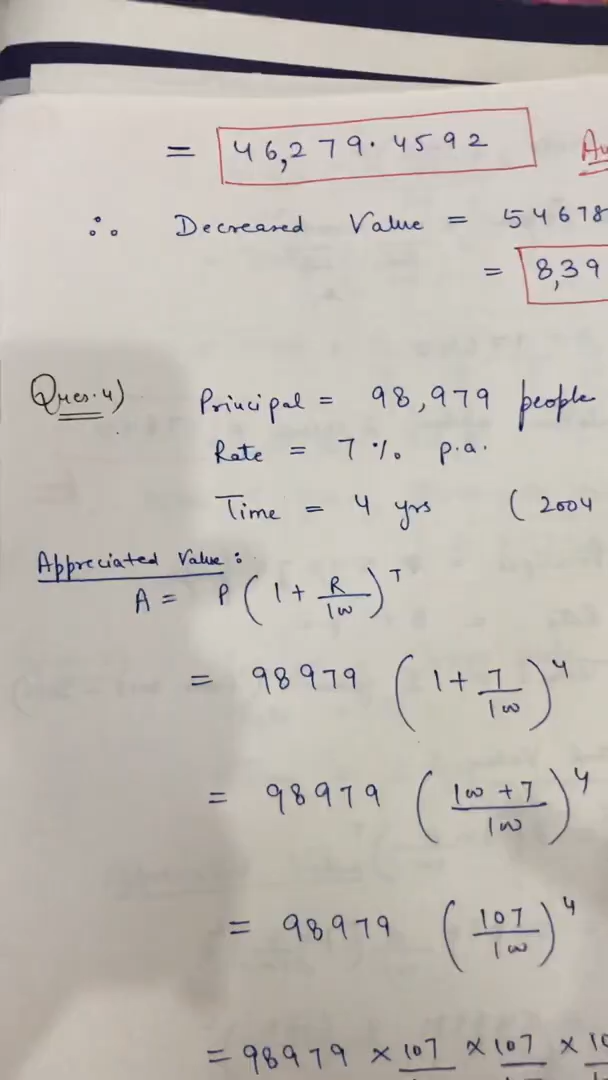 = 46,279.4592
∴ Decreased Value = 54678
= 8,39
Ques.4) Principal = 98,979 people
Rate = 7 % p.a.
Time = 4 yrs (2004
Appreciated Value :
A = P (1 + R/100)^T
= 98979 (1 + 7/100)^4
= 98979 (100 + 7/100)^4
= 98979 (107/100)^4
= 98979 × 107 × 107 × 10